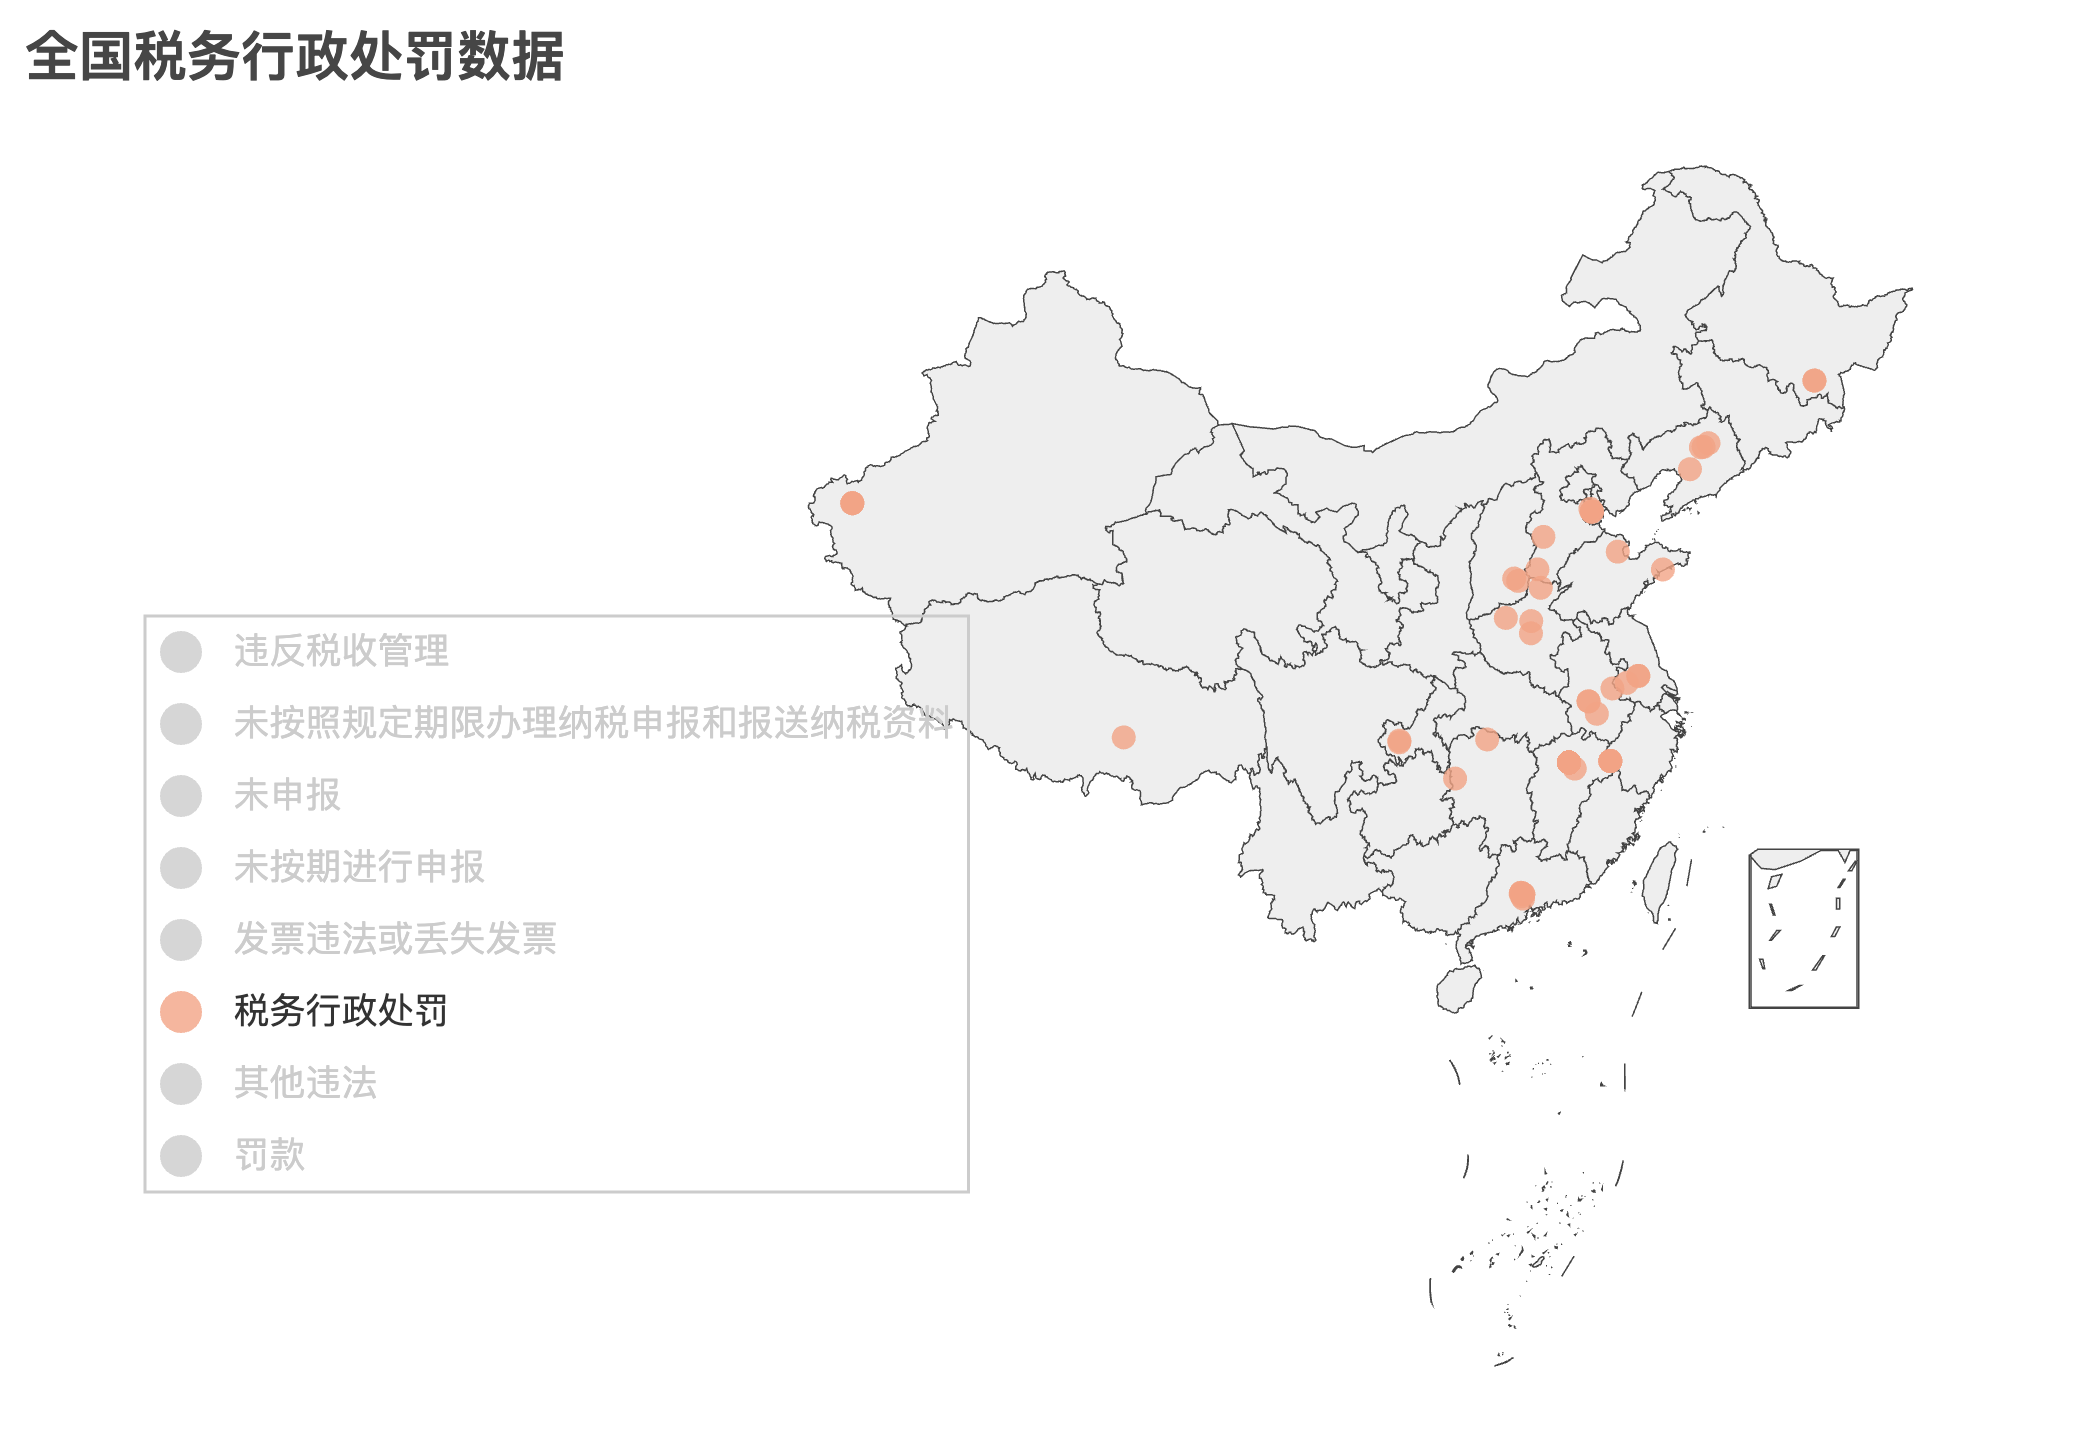 全国税务行政处罚数据
违反税收管理
未按照规定期限办理纳税申报和报送纳税资料
未申报
未按期进行申报
发票违法或丢失发票
税务行政处罚
其他违法
罚款